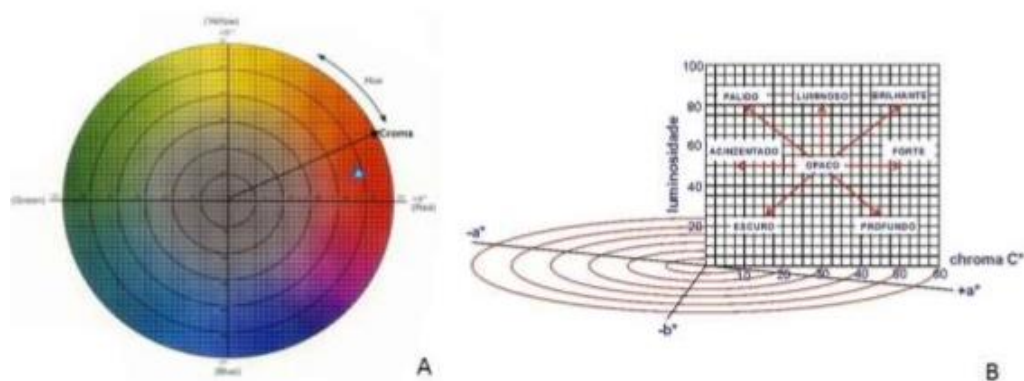 (Yellow)
Hue
Croma
(Green)
(Red)
(Blue)
A
100
80
60
40
20
luminosidade
PALIDO
LUMINOSO
BRILHANTE
ACINZENTADO
OPACO
FORTE
ESCURO
PROFUNDO
-a*
10
20
30
40
50
60
chroma C*
+a*
-b*
B